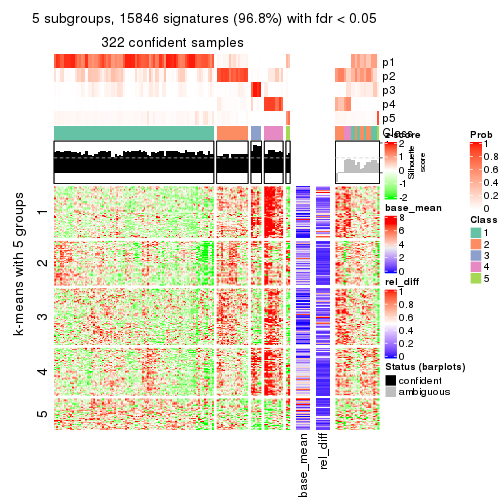 5 subgroups, 15846 signatures (96.8%) with fdr < 0.05
322 confident samples
p1
p2
p3
p4
p5
Class
z-score
2
1
0
-1
-2
Silhouette
score
k-means with 5 groups
1
2
3
4
5
base_mean
8
6
4
2
0
rel_diff
1
0.8
0.6
0.4
0.2
0
Status (barplots)
confident
ambiguous
Prob
1
0.8
0.6
0.4
0.2
0
Class
1
2
3
4
5
base_mean
rel_diff